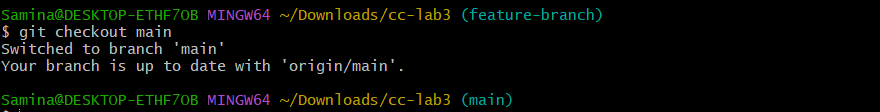 Samina@DESKTOP-ETHF7OB MINGW64 ~/Downloads/cc-lab3 (feature-branch)
$ git checkout main
Switched to branch 'main'
Your branch is up to date with 'origin/main'.
Samina@DESKTOP-ETHF7OB MINGW64 ~/Downloads/cc-lab3 (main)